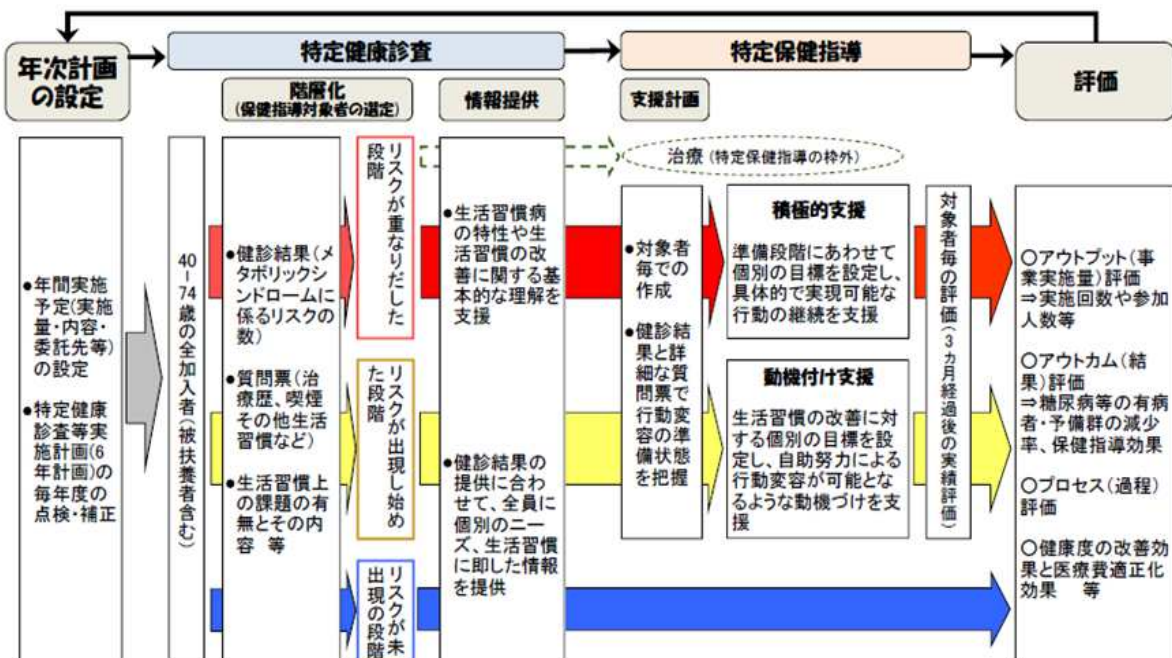 年次計画
の設定
特定健康診査
階層化
(保健指導対象者の選定)
情報提供
特定保健指導
支援計画
評価
●年間実施
予定(実施
量・内容・
委託先等)
の設定
●特定健康
診査等実
施計画(6
年計画)の
毎年度の
点検・補正
40-74歳の全加入者(被扶養者含む)
●健診結果(メ
タボリックシ
ンドロームに
係るリスクの
数)
●質問票(治
療歴、喫煙
その他生活
習慣など)
●生活習慣上
の課題の有
無とその内
容 等
リスクが重なりだした
段階
リスクが出現し始め
た段階
リスクが未
出現の段階
●生活習慣病
の特性や生
活習慣の改
善に関する基
本的な理解を
支援
●健診結果の
提供に合わ
せて、全員に
個別のニー
ズ、生活習慣
に即した情報
を提供
治療(特定保健指導の枠外)
●対象者
毎での
作成
●健診結
果と詳
細な質
問票で
行動変
容の準
備状態
を把握
積極的支援
準備段階にあわせて
個別の目標を設定し、
具体的で実現可能な
行動の継続を支援
動機付け支援
生活習慣の改善に対
する個別の目標を設
定し、自助努力による
行動変容が可能とな
るような動機づけを支
援
対象者毎の評価(3カ月経過後の実績評価)
○アウトプット(事
業実施量)評価
⇒実施回数や参加
人数等
○アウトカム(結
果)評価
⇒糖尿病等の有病
者・予備群の減少
率、保健指導効果
○プロセス(過程)
評価
○健康度の改善効
果と医療費適正化
効果 等